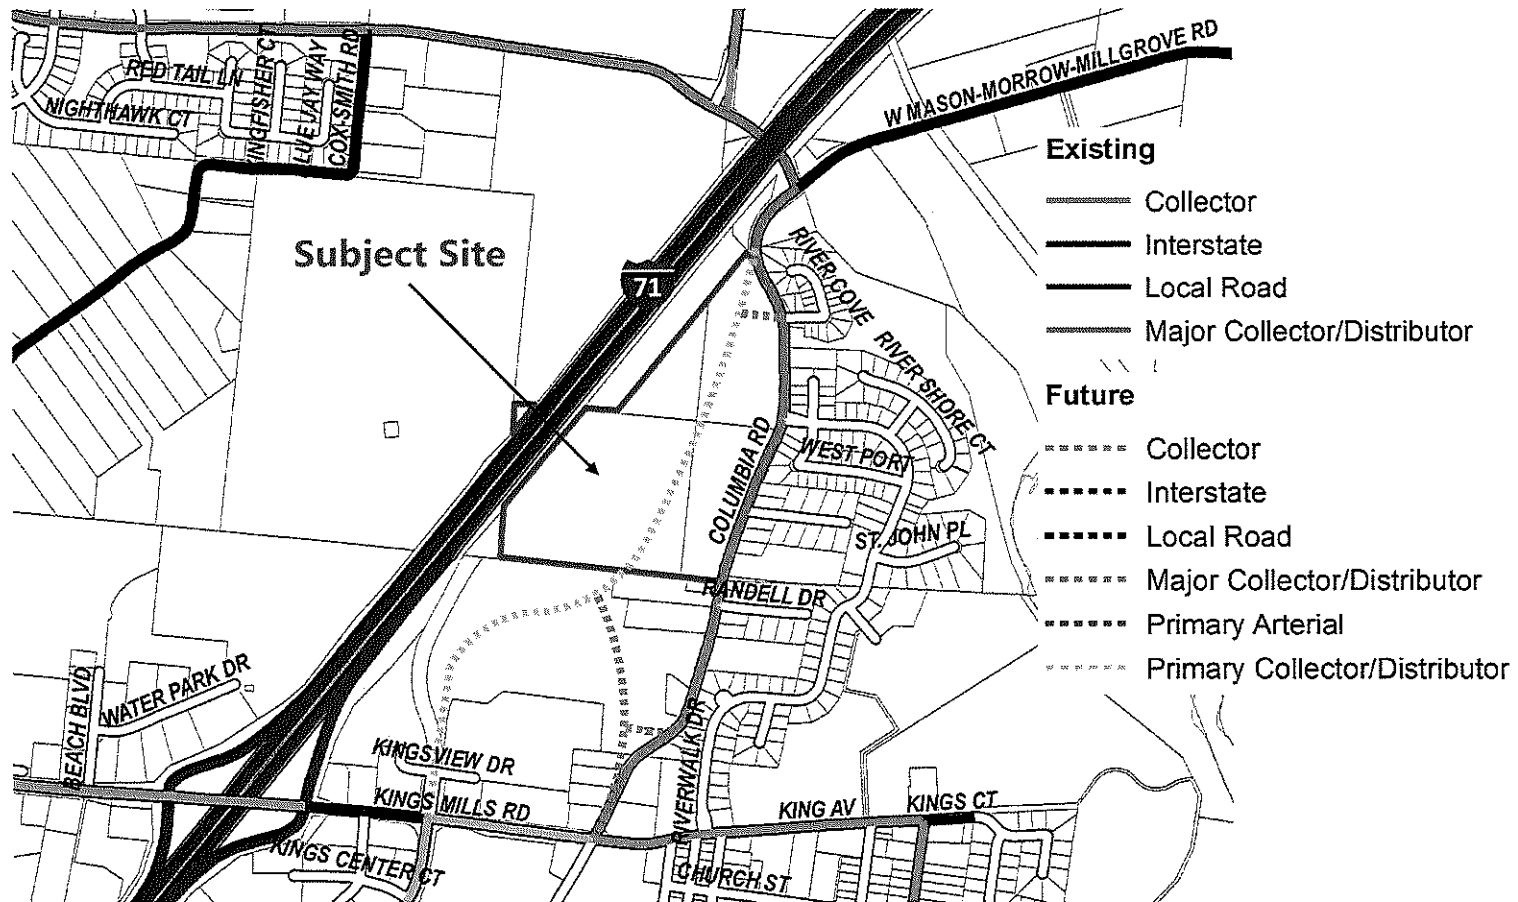 W MASON-MORROW-MILLGROVE RD
RED TAIL LN
NIGHTHAWK CT
KINGFISHER CT
LUE JAY WAY
COX-SMITH RD
Subject Site
71
RIVER COVE
RIVER SHORE CT
WEST PORT
COLUMBIA RD
ST. JOHN PL
RANDELL DR
BEACH BLVD
WATER PARK DR
KINGSVIEW DR
KINGS MILLS RD
RIVERWALK DR
KING AV
KINGS CT
KINGS CENTER CT
CHURCH ST
Existing
Collector
Interstate
Local Road
Major Collector/Distributor
Future
Collector
Interstate
Local Road
Major Collector/Distributor
Primary Arterial
Primary Collector/Distributor